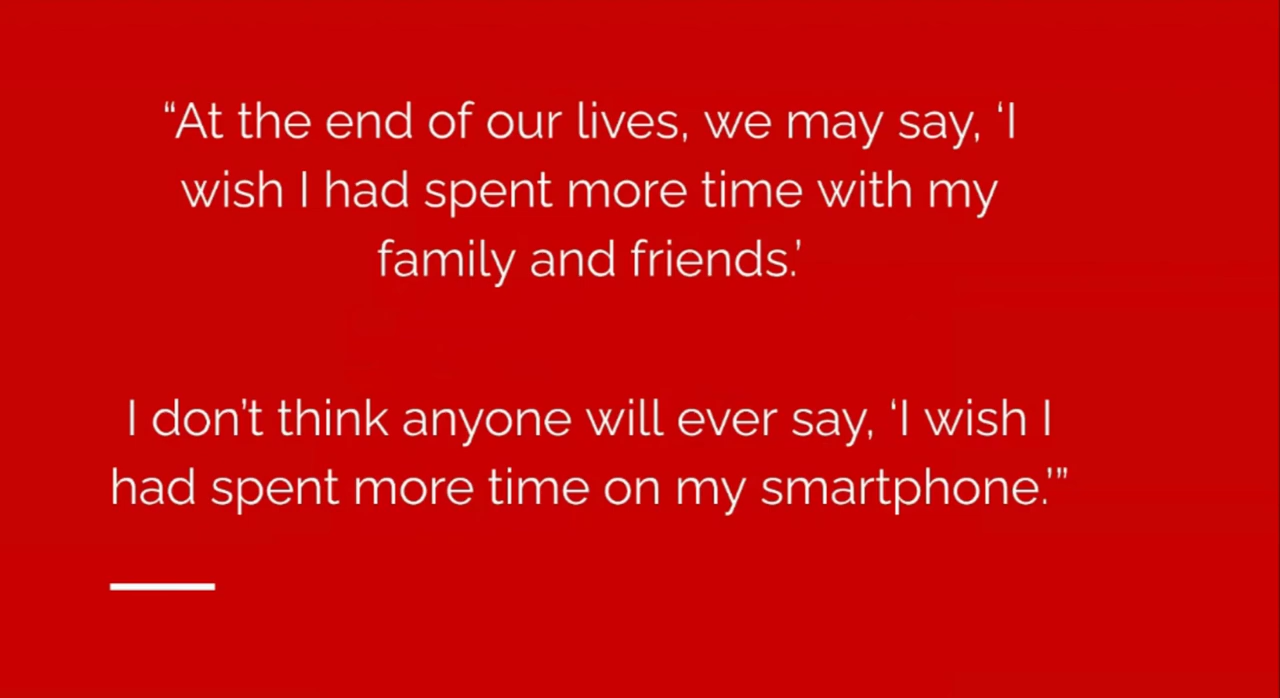 “At the end of our lives, we may say, ‘I
wish I had spent more time with my
family and friends.’
I don’t think anyone will ever say, ‘I wish I
had spent more time on my smartphone.’”